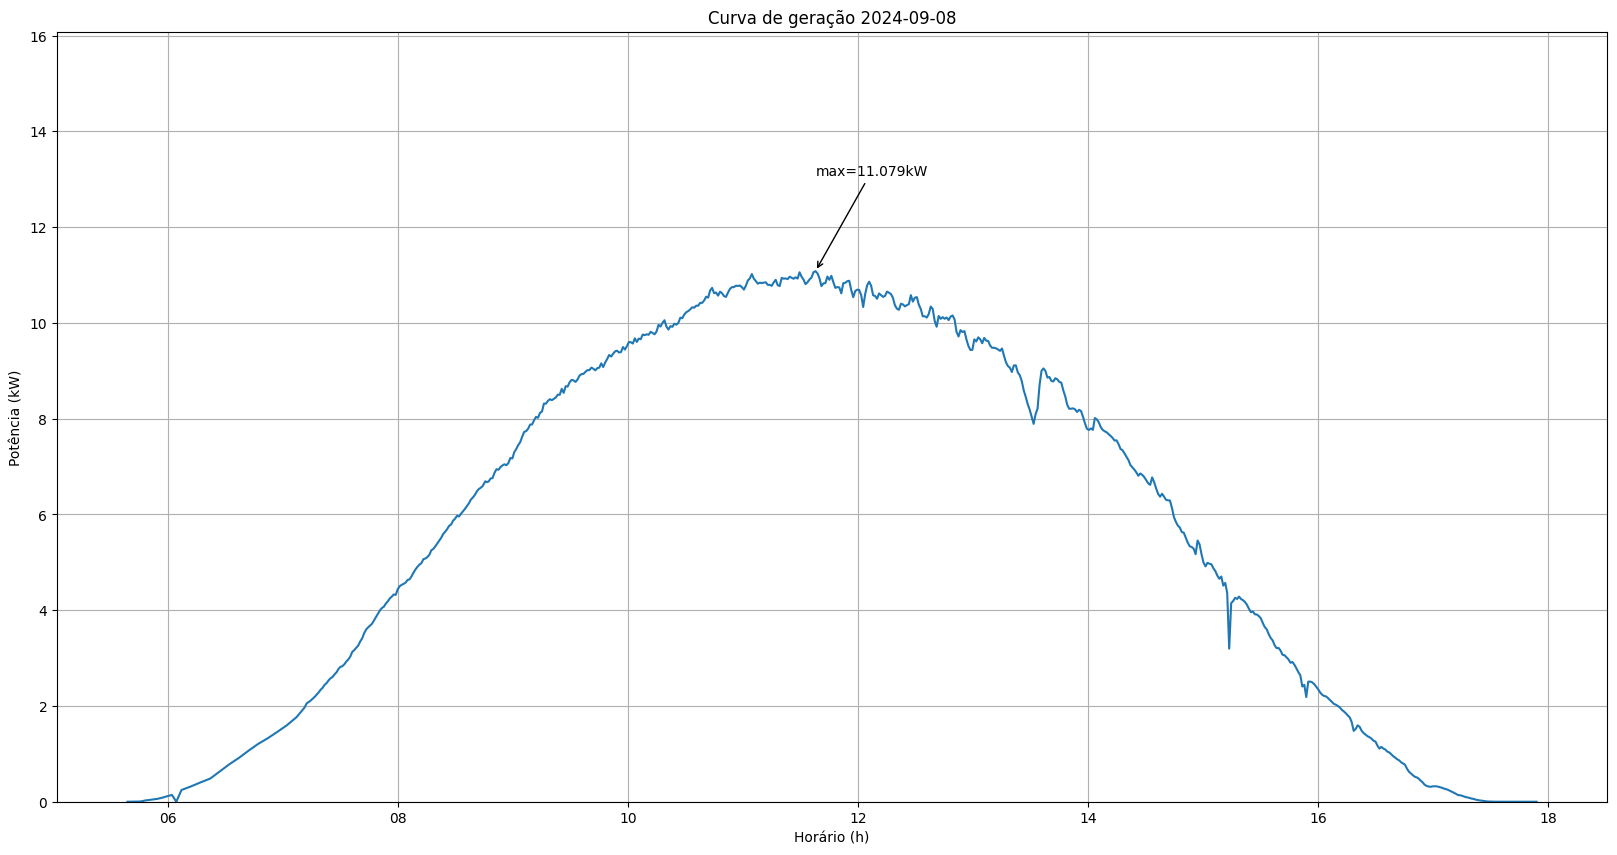 Curva de geração 2024-09-08
16
14
max=11.079kW
12
10
8
6
4
2
0
Potência (kW)
06 08 10 12 14 16 18
Horário (h)